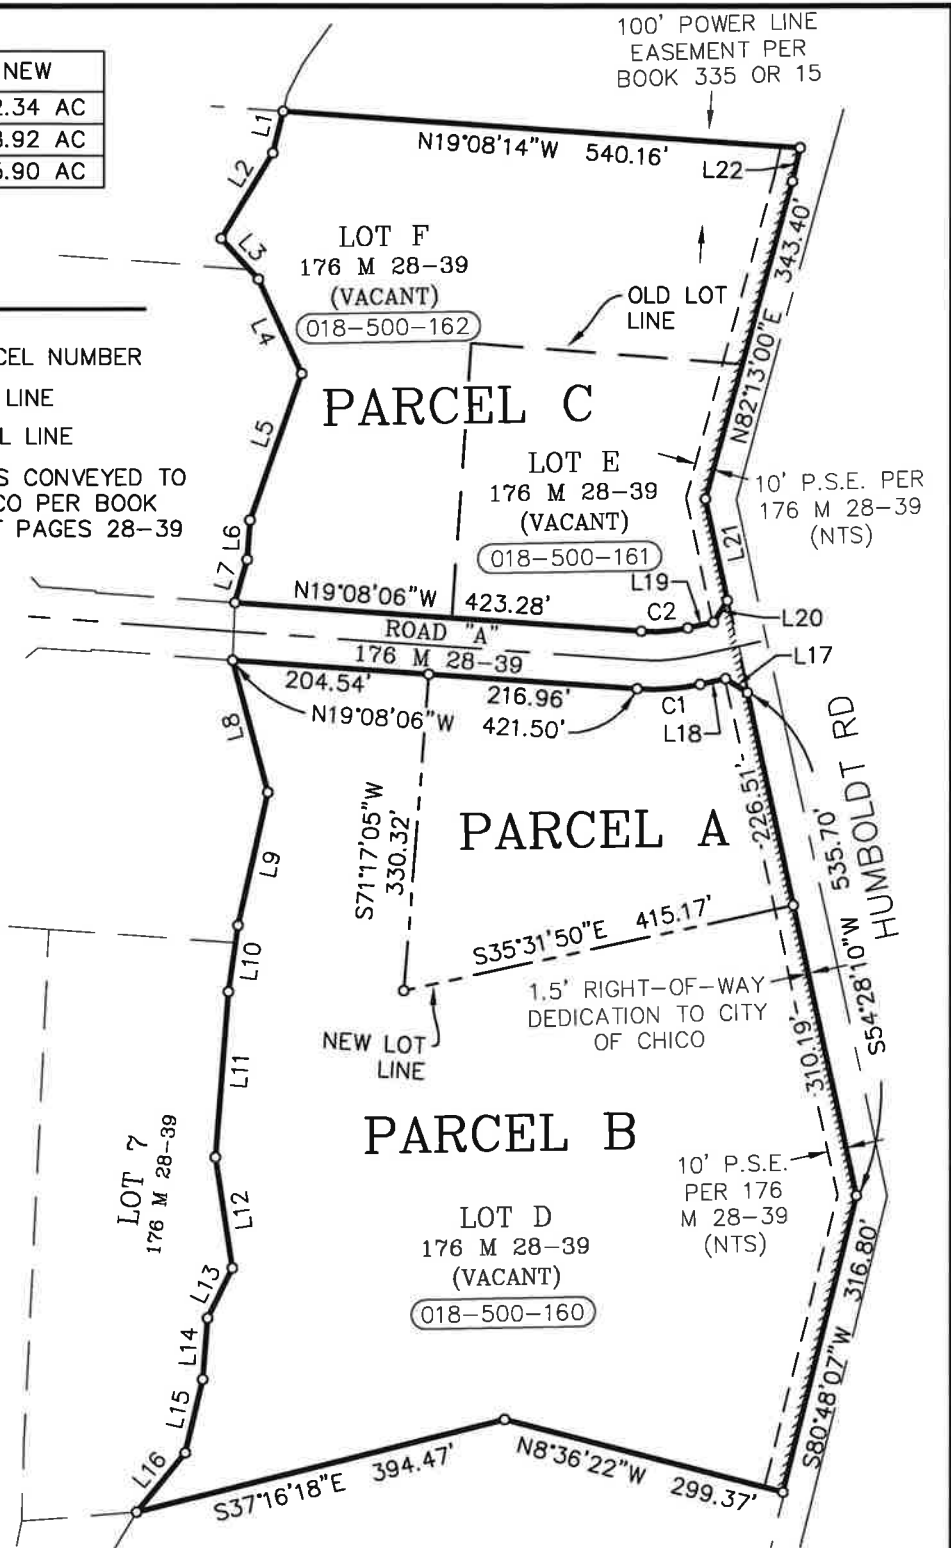 NEW
2.34 AC
.92 AC
.90 AC
100' POWER LINE
EASEMENT PER
BOOK 335 OR 15
L1
N19°08'14"W 540.16'
L22
L2
L3
LOT F
176 M 28-39
(VACANT)
018-500-162
343.40'
N82°13'00"E
OLD LOT
LINE
L4
CEL NUMBER
LINE
L LINE
S CONVEYED TO
CO PER BOOK
T PAGES 28-39
PARCEL C
L5
LOT E
176 M 28-39
(VACANT)
018-500-161
10' P.S.E. PER
176 M 28-39
(NTS)
L21
L6
L7
L19
N19°08'06"W 423.28'
C2
L20
ROAD "A"
176 M 28-39
L17
204.54'
216.96'
C1
N19°08'06"W
421.50'
L18
L8
HUMBOLDT RD
226.51'
535.70'
S54°28'10"W
S71°17'05"W
330.32'
PARCEL A
L9
S35°31'50"E 415.17'
L10
1.5' RIGHT-OF-WAY
DEDICATION TO CITY
OF CHICO
NEW LOT
LINE
310.19'
L11
PARCEL B
LOT 7
176 M 28-39
10' P.S.E.
PER 176
M 28-39
(NTS)
L12
LOT D
176 M 28-39
(VACANT)
018-500-160
L13
L14
S80°48'07"W 316.80'
L15
L16
S37°16'18"E 394.47'
N8°36'22"W 299.37'